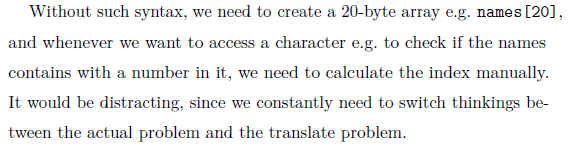 Without such syntax, we need to create a 20-byte array e.g. names[20],
and whenever we want to access a character e.g. to check if the names
contains with a number in it, we need to calculate the index manually.
It would be distracting, since we constantly need to switch thinkings be-
tween the actual problem and the translate problem.